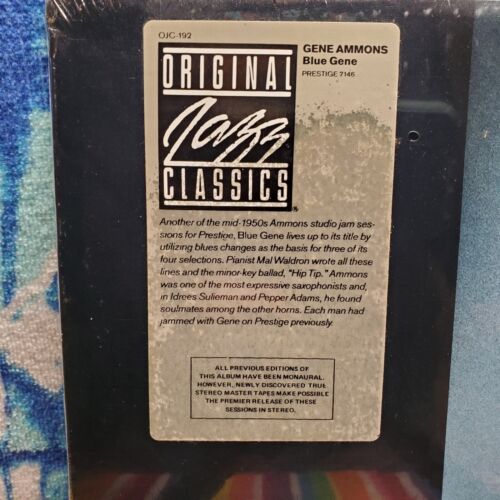 OJC-192
GENE AMMONS
Blue Gene
PRESTIGE 7146
ORIGINAL
Jazz
CLASSICS
®
Another of the mid-1950s Ammons studio jam ses-
sions for Prestige, Blue Gene lives up to its title by
utilizing blues changes as the basis for three of its
four selections. Pianist Mal Waldron wrote all these
lines and the minor-key ballad, "Hip Tip." Ammons
was one of the most expressive saxophonists and,
in Idrees Sulieman and Pepper Adams, he found
soulmates among the other horns. Each man had
jammed with Gene on Prestige previously.
ALL PREVIOUS EDITIONS OF
THIS ALBUM HAVE BEEN MONAURAL.
HOWEVER, NEWLY DISCOVERED TRUE
STEREO MASTER TAPES MAKE POSSIBLE
THE PREMIER RELEASE OF THESE
SESSIONS IN STEREO.